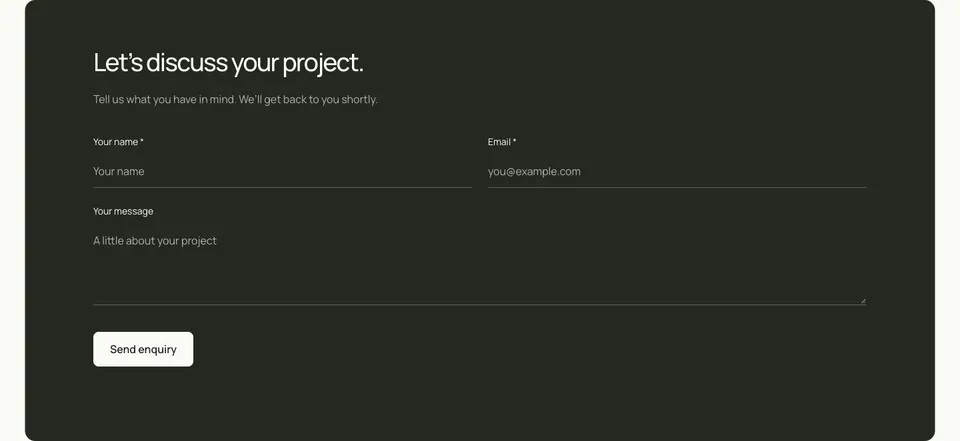 Let's discuss your project.
Tell us what you have in mind. We'll get back to you shortly.
Your name *
Email *
Your name
you@example.com
Your message
A little about your project
Send enquiry